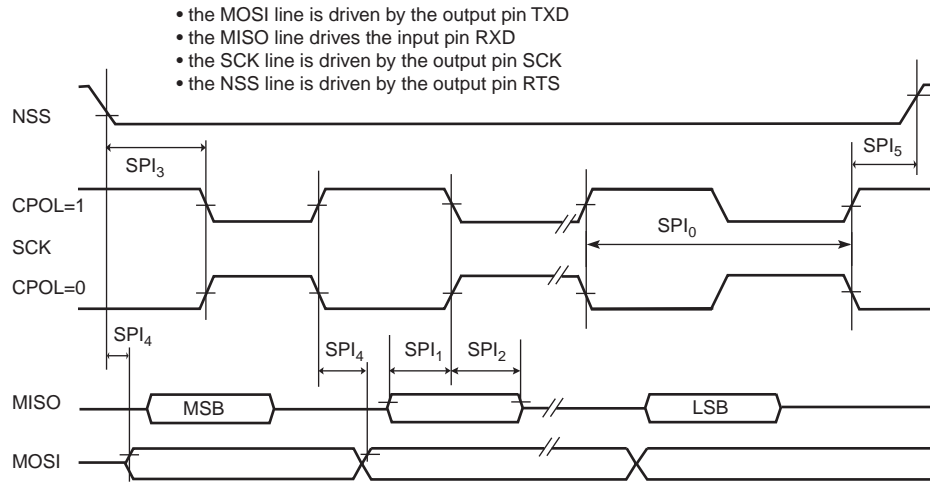 • the MOSI line is driven by the output pin TXD
• the MISO line drives the input pin RXD
• the SCK line is driven by the output pin SCK
• the NSS line is driven by the output pin RTS
NSS
SPI3
SPI5
CPOL=1
SCK
SPI0
CPOL=0
SPI4
SPI4
SPI1
SPI2
MISO
MSB
LSB
MOSI